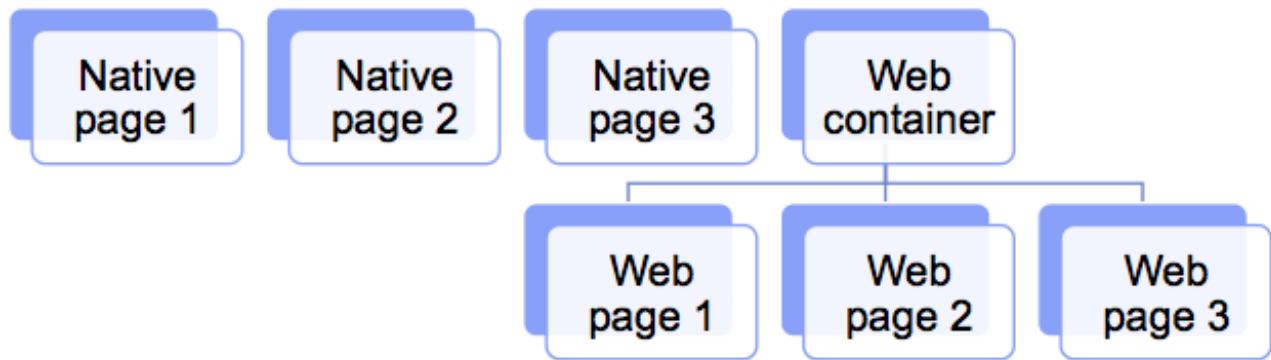 Native
page 1
Native
page 2
Native
page 3
Web
container
Web
page 1
Web
page 2
Web
page 3